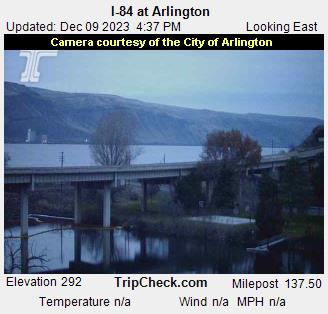 I-84 at Arlington
Updated: Dec 09 2023 4:37 PM Looking East
Camera courtesy of the City of Arlington
Elevation 292 TripCheck.com Milepost 137.50
Temperature n/a Wind n/a MPH n/a